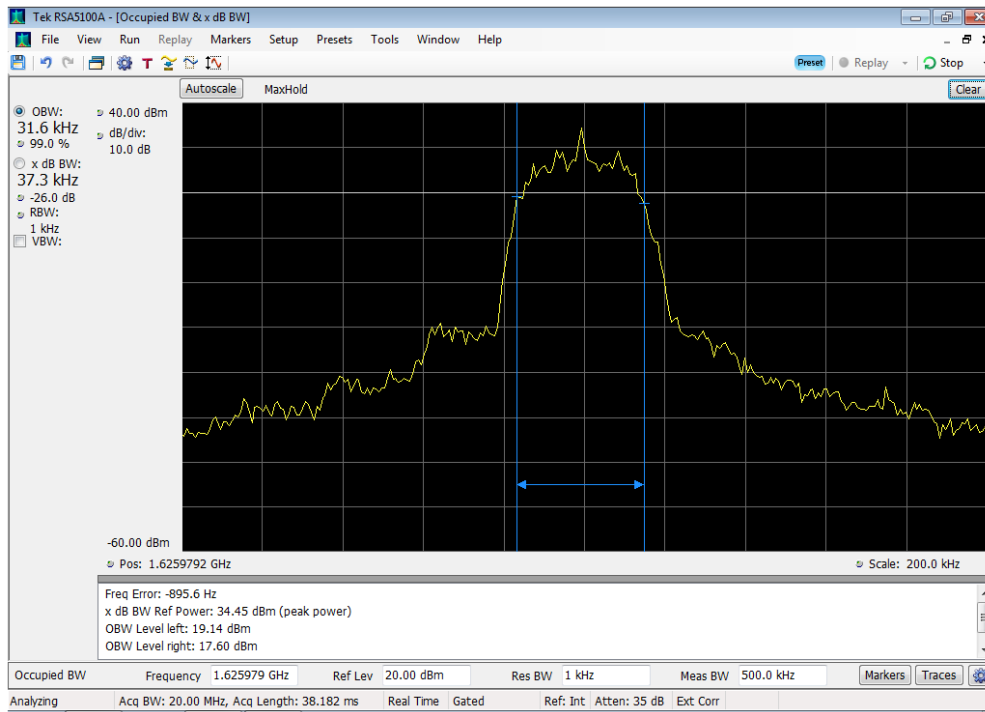 Tek RSA5100A - [Occupied BW & x dB BW]
File View Run Replay Markers Setup Presets Tools Window Help
T Preset Replay Stop
Autoscale MaxHold Clear
OBW:
31.6 kHz
99.0 %
x dB BW:
37.3 kHz
-26.0 dB
RBW:
1 kHz
VBW:
40.00 dBm
dB/div:
10.0 dB
-60.00 dBm
Pos: 1.6259792 GHz Scale: 200.0 kHz
Freq Error: -895.6 Hz
x dB BW Ref Power: 34.45 dBm (peak power)
OBW Level left: 19.14 dBm
OBW Level right: 17.60 dBm
Occupied BW Frequency 1.625979 GHz Ref Lev 20.00 dBm Res BW 1 kHz Meas BW 500.0 kHz Markers Traces
Analyzing Acq BW: 20.00 MHz, Acq Length: 38.182 ms Real Time Gated Ref: Int Atten: 35 dB Ext Corr